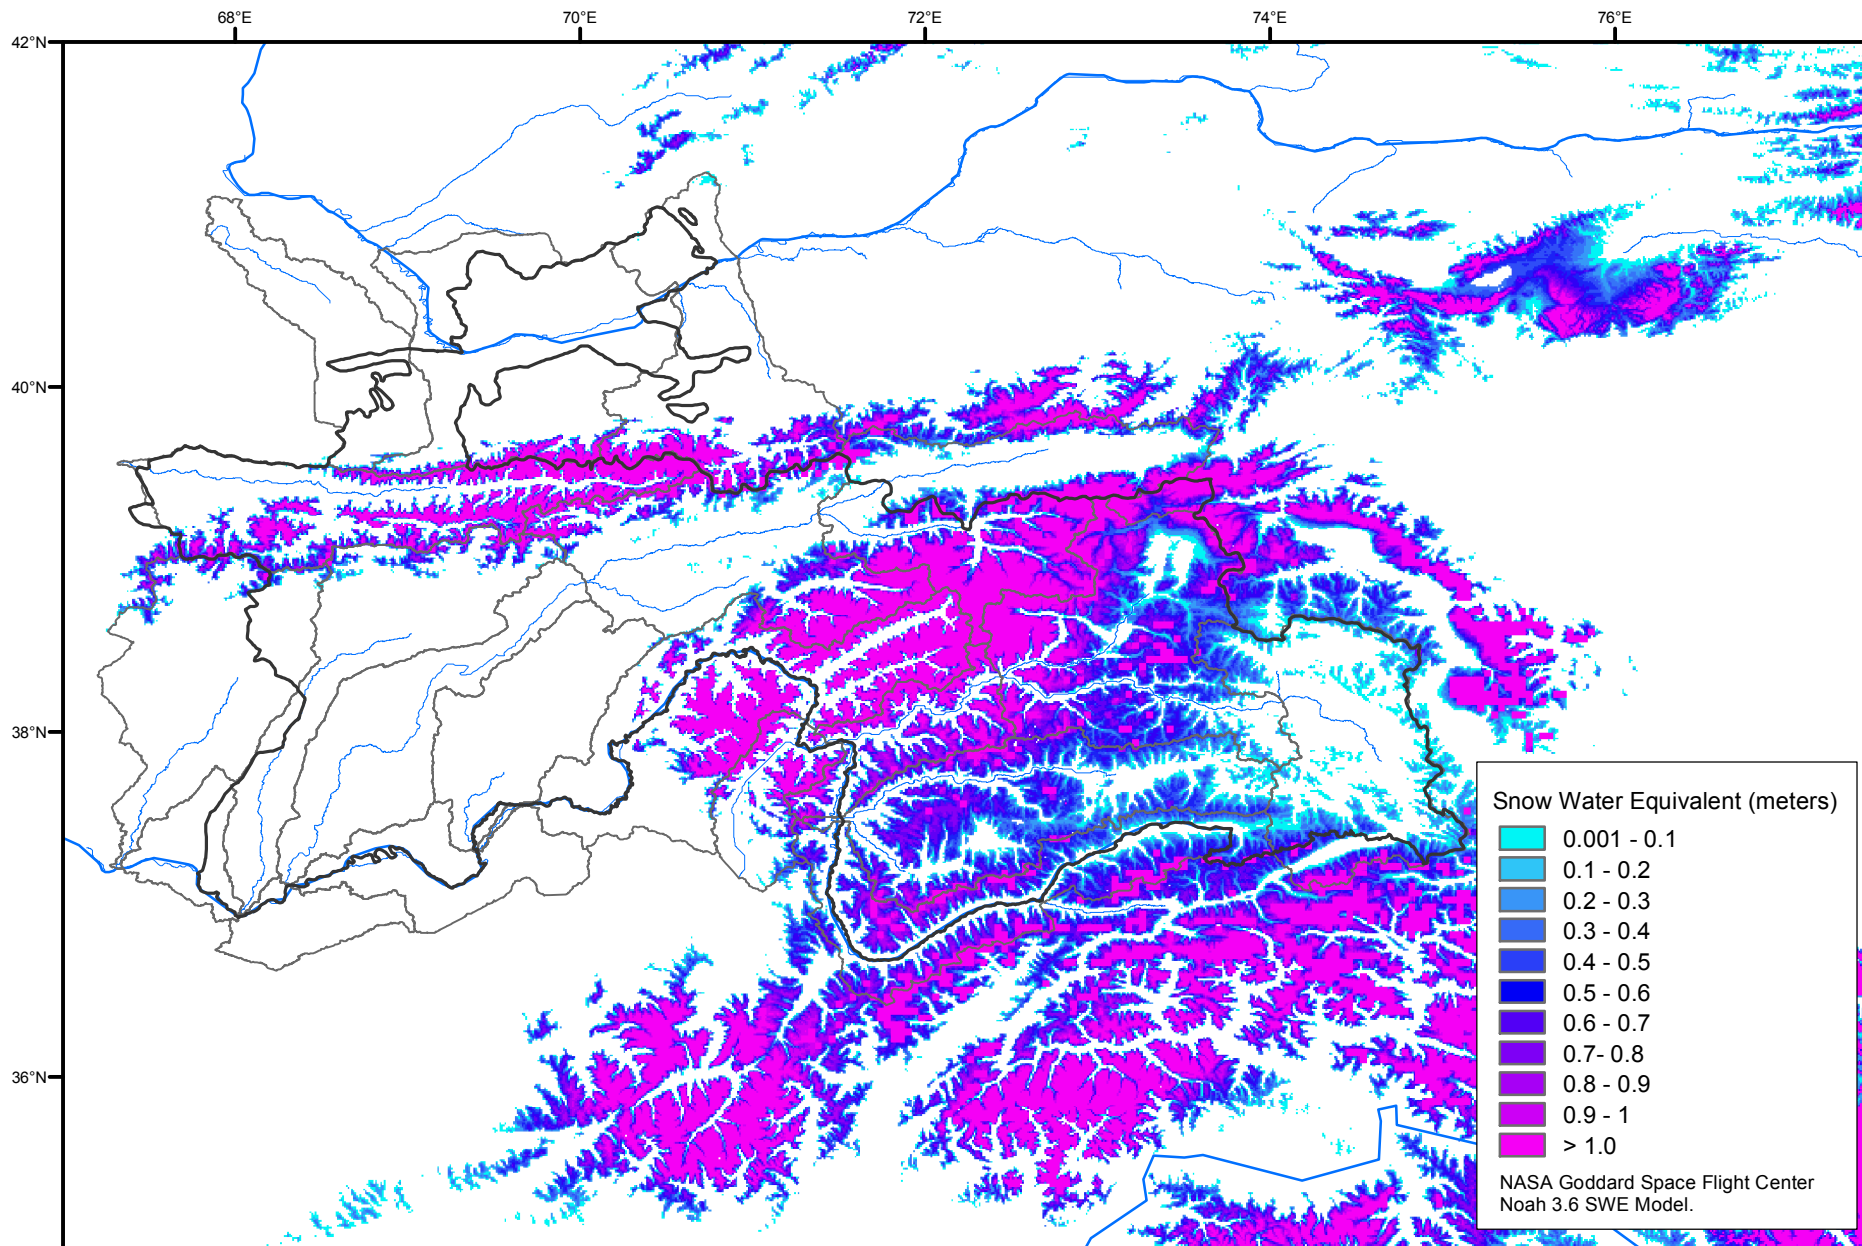 68°E 70°E 72°E 74°E 76°E
42°N
40°N
38°N
36°N
Snow Water Equivalent (meters)
0.001 - 0.1
0.1 - 0.2
0.2 - 0.3
0.3 - 0.4
0.4 - 0.5
0.5 - 0.6
0.6 - 0.7
0.7- 0.8
0.8 - 0.9
0.9 - 1
> 1.0
NASA Goddard Space Flight Center
Noah 3.6 SWE Model.